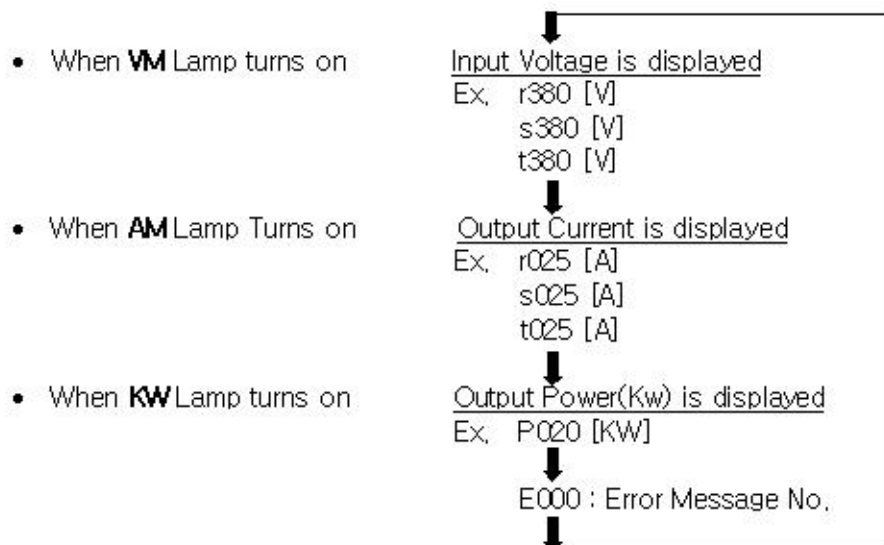 • When VM Lamp turns on Input Voltage is displayed
Ex, r380 [V]
s380 [V]
t380 [V]
• When AM Lamp Turns on Output Current is displayed
Ex, r025 [A]
s025 [A]
t025 [A]
• When KW Lamp turns on Output Power(Kw) is displayed
Ex, P020 [KW]
E000 : Error Message No,